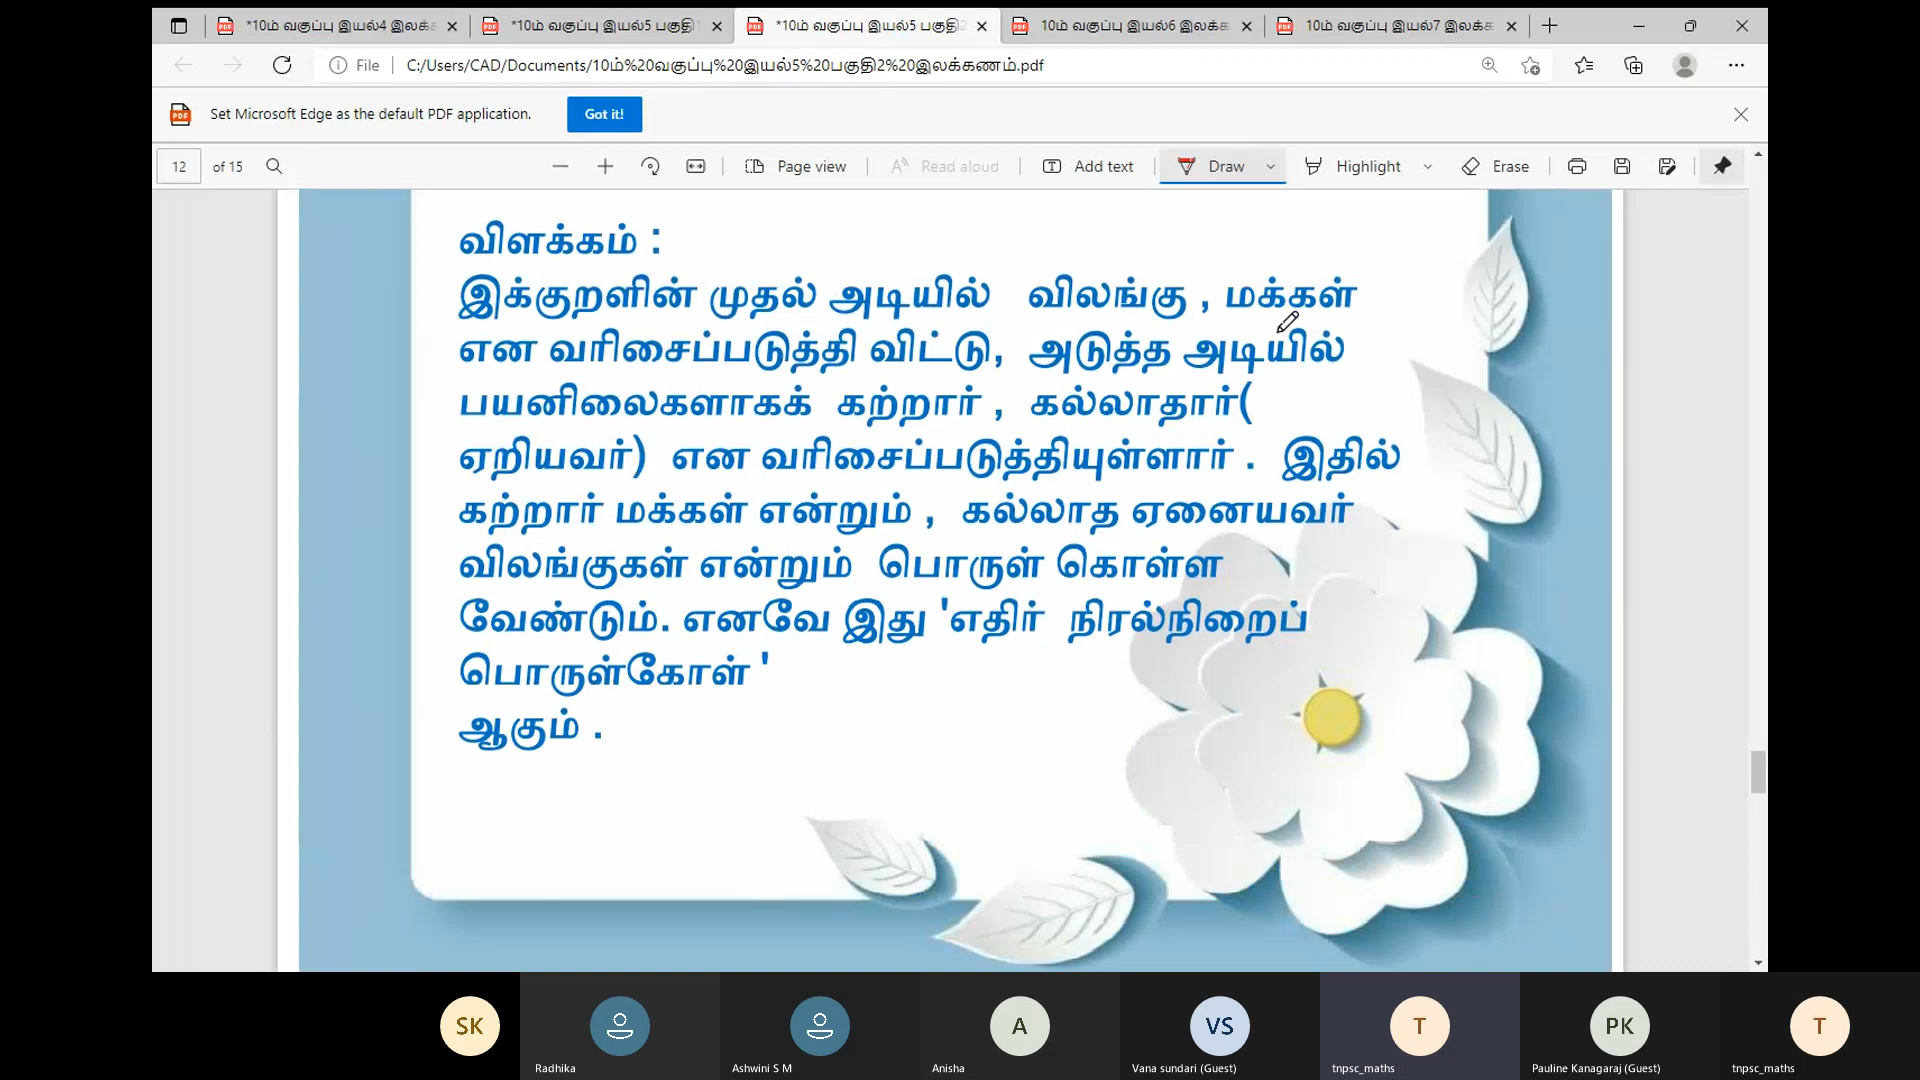 *10ம் வகுப்பு இயல்4 இலக்க
*10ம் வகுப்பு இயல்5 பகுதி1
*10ம் வகுப்பு இயல்5 பகுதி2
10ம் வகுப்பு இயல்6 இலக்க
10ம் வகுப்பு இயல்7 இலக்க
File
C:/Users/CAD/Documents/10ம்%20வகுப்பு%20இயல்5%20பகுதி2%20இலக்கணம்.pdf
Set Microsoft Edge as the default PDF application.
Got it!
12 of 15
Page view
Read aloud
Add text
Draw
Highlight
Erase
விளக்கம் :
இக்குறளின் முதல் அடியில் விலங்கு , மக்கள்
என வரிசைப்படுத்தி விட்டு, அடுத்த அடியில்
பயனிலைகளாகக் கற்றார் , கல்லாதார்(
ஏறியவர்) என வரிசைப்படுத்தியுள்ளார் . இதில்
கற்றார் மக்கள் என்றும் , கல்லாத ஏனையவர்
விலங்குகள் என்றும் பொருள் கொள்ள
வேண்டும். எனவே இது 'எதிர் நிரல்நிறைப்
பொருள்கோள் '
ஆகும் .
SK
Radhika
Ashwini S M
A
Anisha
VS
Vana sundari (Guest)
T
tnpsc_maths
PK
Pauline Kanagaraj (Guest)
T
tnpsc_maths